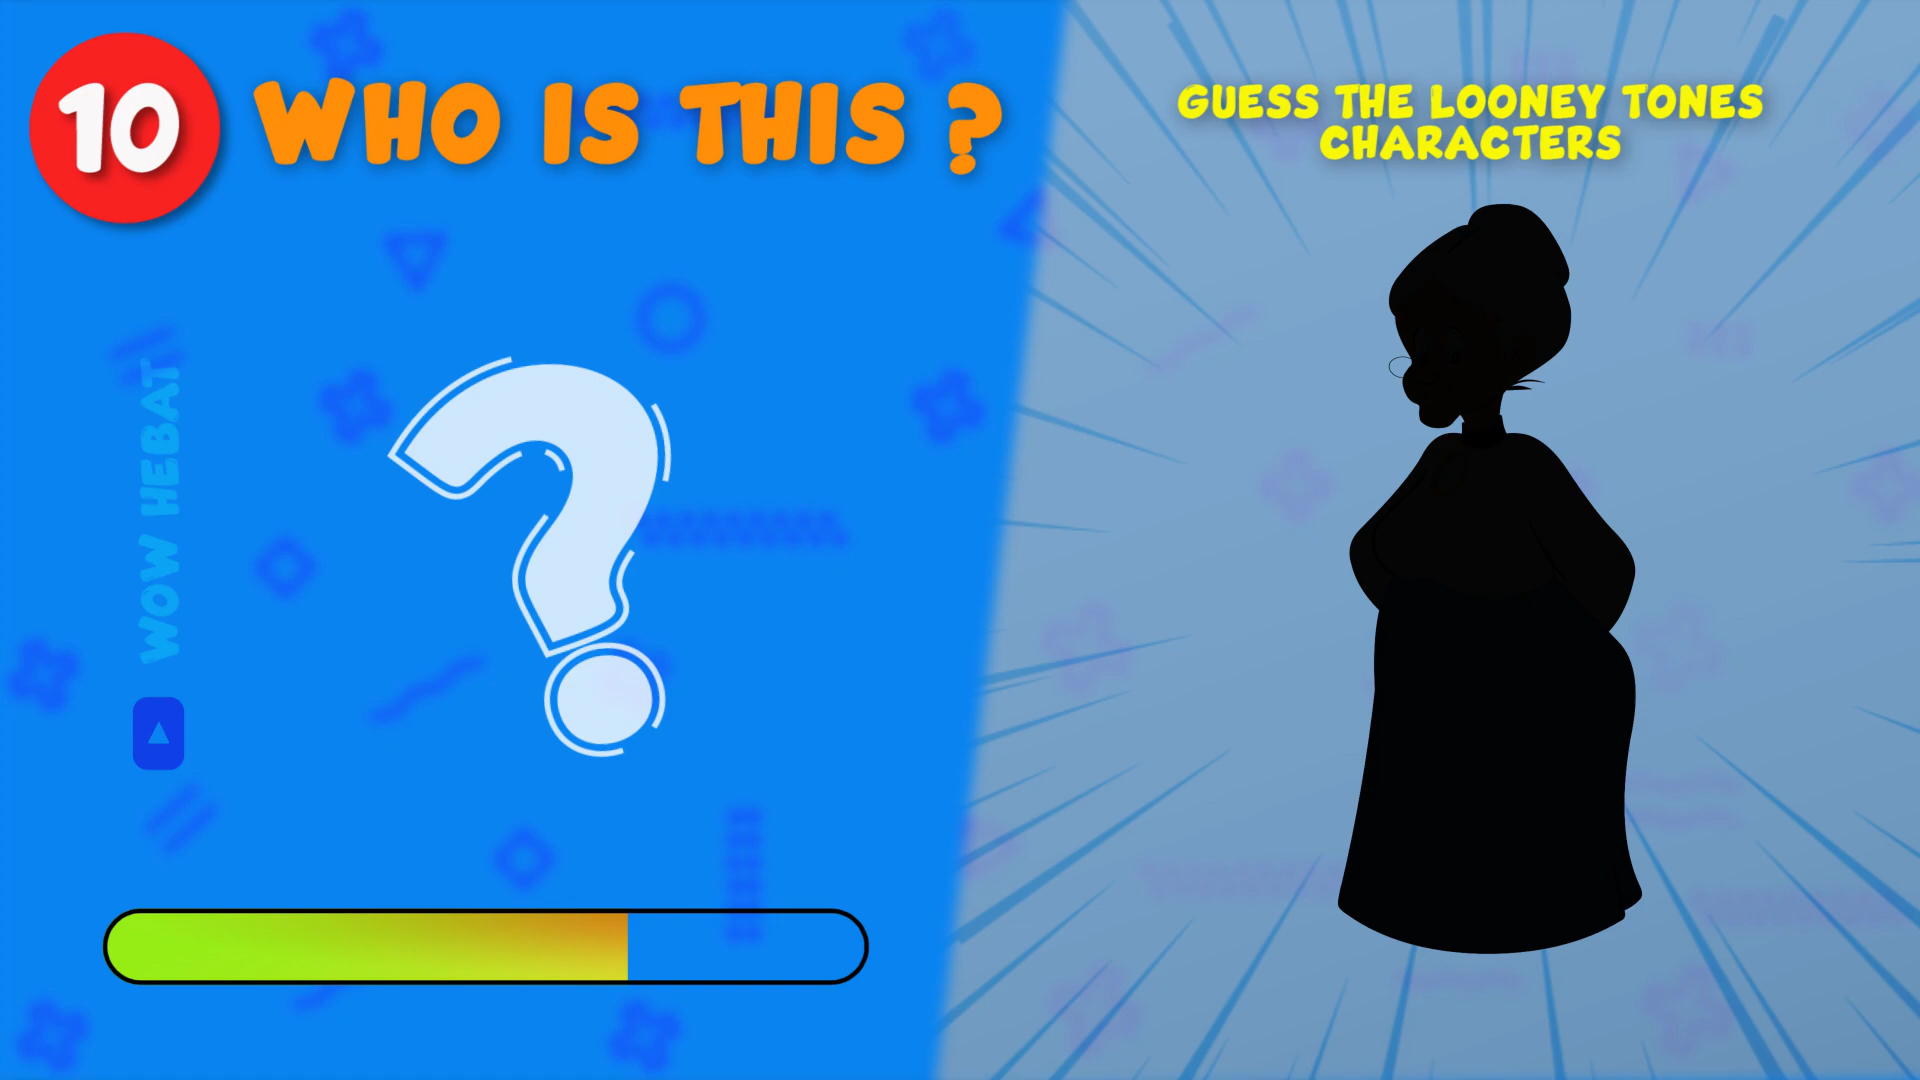 10
WHO IS THIS ?
GUESS THE LOONEY TONES
CHARACTERS
WOW HEBAT